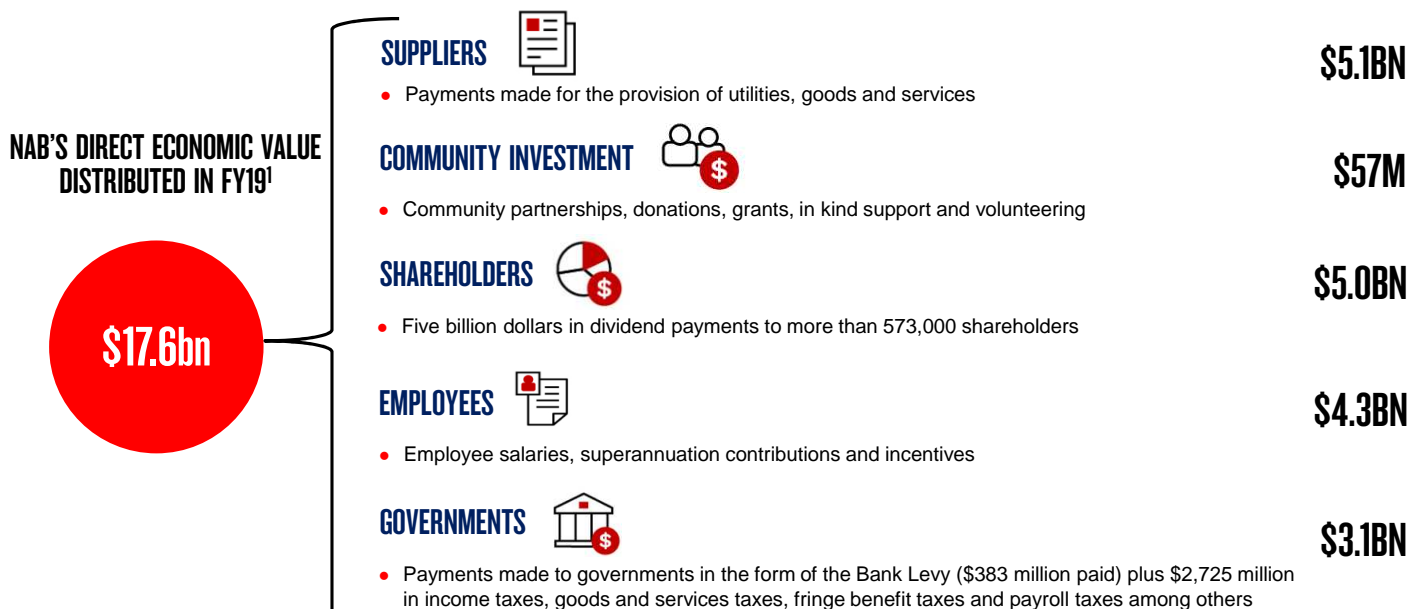 NAB'S DIRECT ECONOMIC VALUE
DISTRIBUTED IN FY19¹
$17.6bn
SUPPLIERS
$5.1BN
● Payments made for the provision of utilities, goods and services
COMMUNITY INVESTMENT
$
$57M
● Community partnerships, donations, grants, in kind support and volunteering
SHAREHOLDERS
$
$5.0BN
● Five billion dollars in dividend payments to more than 573,000 shareholders
EMPLOYEES
$4.3BN
● Employee salaries, superannuation contributions and incentives
GOVERNMENTS
$
$3.1BN
● Payments made to governments in the form of the Bank Levy ($383 million paid) plus $2,725 million
in income taxes, goods and services taxes, fringe benefit taxes and payroll taxes among others